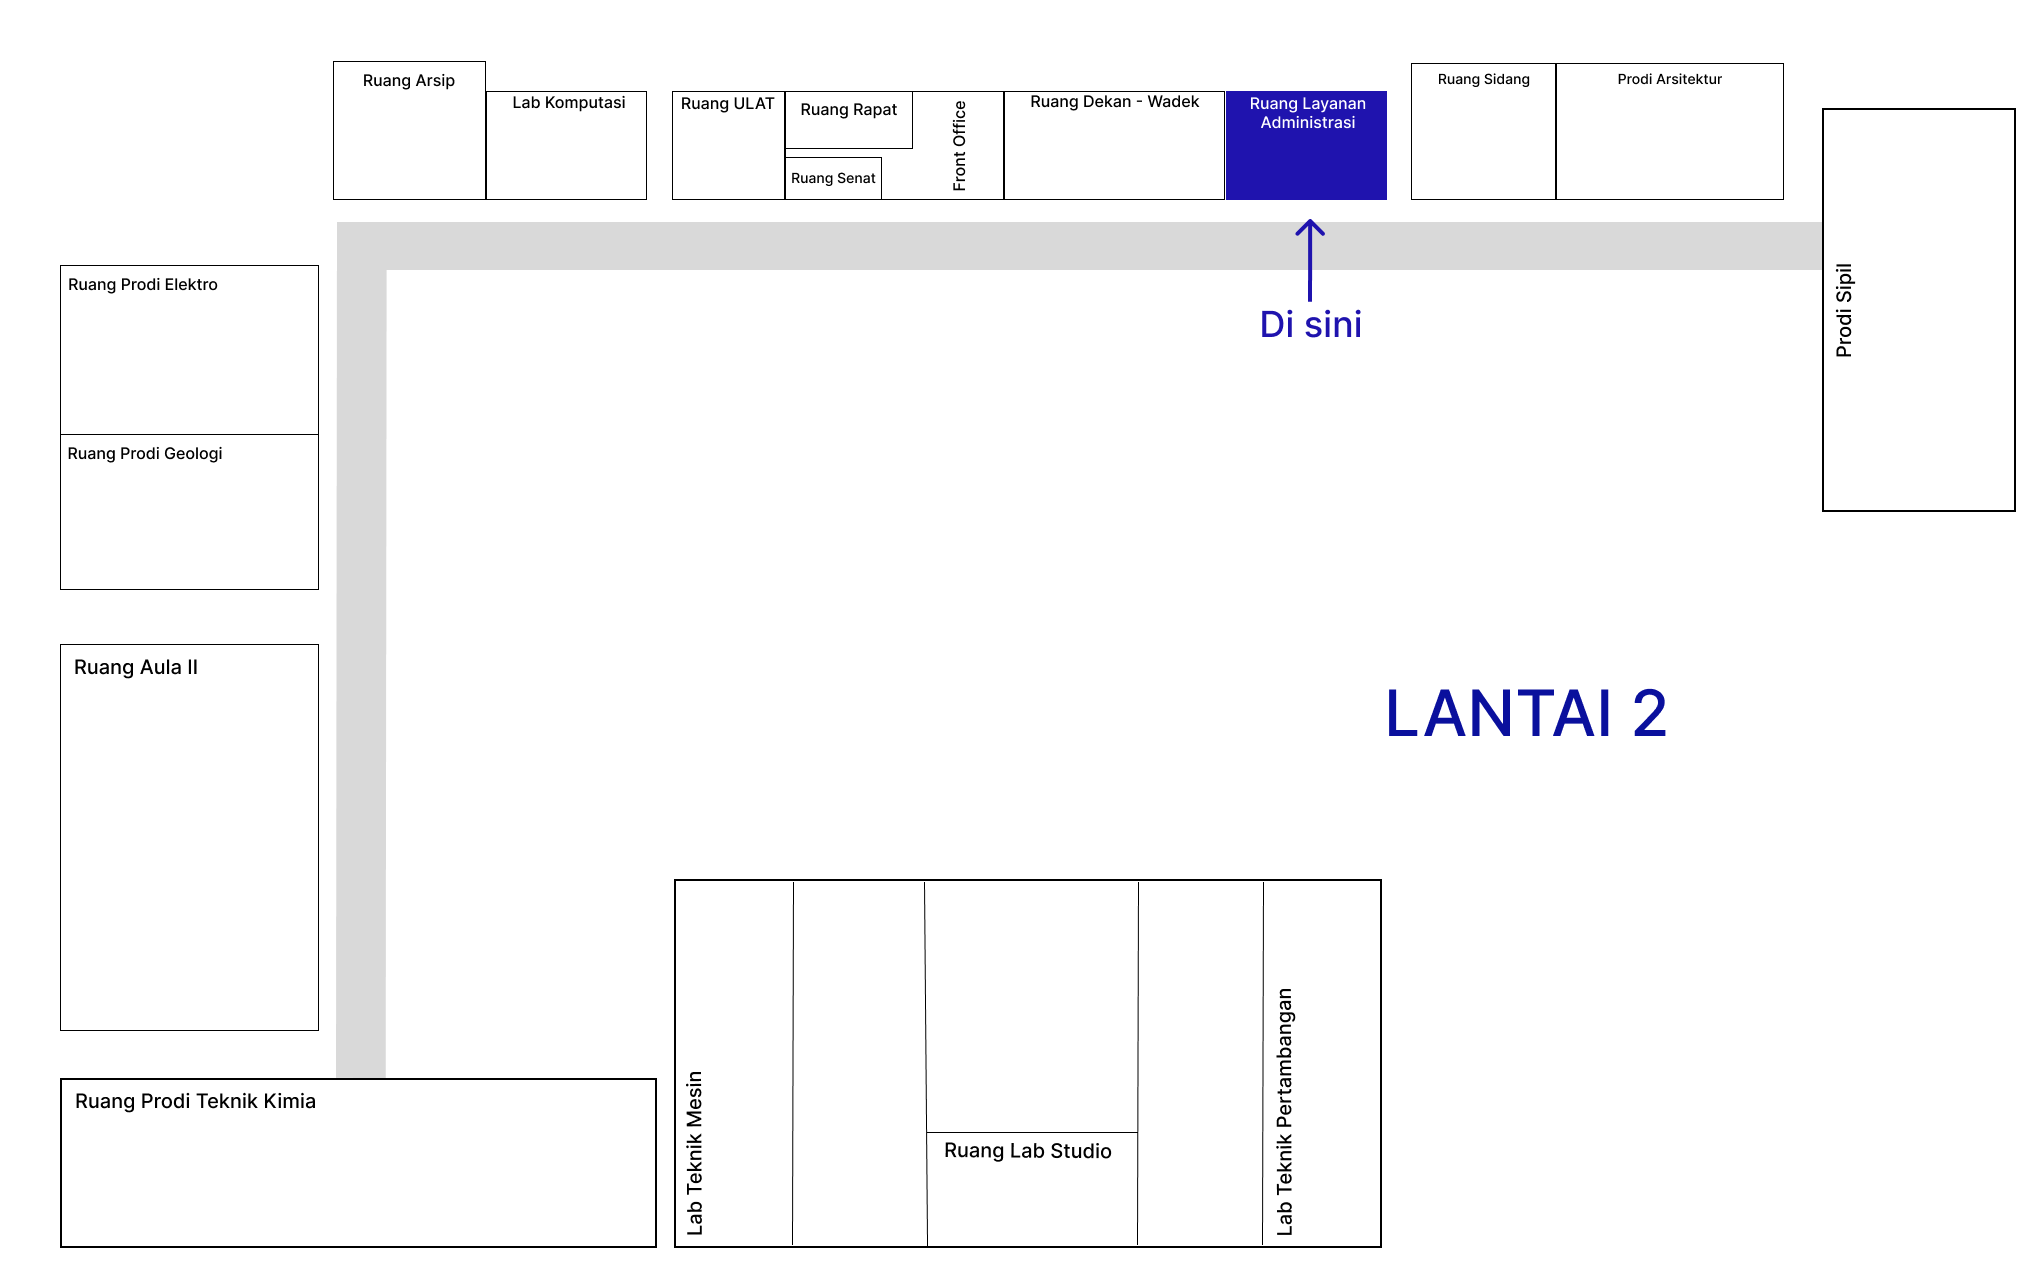 Ruang Arsip
Lab Komputasi
Ruang ULAT
Ruang Rapat
Ruang Senat
Front Office
Ruang Dekan - Wadek
Ruang Layanan
Administrasi
Ruang Sidang
Prodi Arsitektur
Prodi Sipil
Di sini
Ruang Prodi Elektro
Ruang Prodi Geologi
Ruang Aula II
LANTAI 2
Ruang Prodi Teknik Kimia
Lab Teknik Mesin
Ruang Lab Studio
Lab Teknik Pertambangan